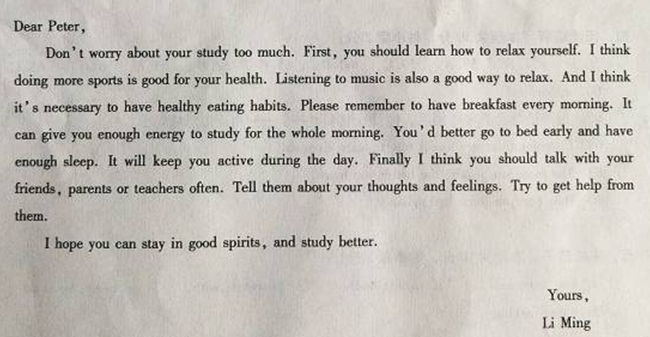 Dear Peter,
Don't worry about your study too much. First, you should learn how to relax yourself. I think
doing more sports is good for your health. Listening to music is also a good way to relax. And I think
it's necessary to have healthy eating habits. Please remember to have breakfast every morning. It
can give you enough energy to study for the whole morning. You'd better go to bed early and have
enough sleep. It will keep you active during the day. Finally I think you should talk with your
friends, parents or teachers often. Tell them about your thoughts and feelings. Try to get help from
them.
I hope you can stay in good spirits, and study better.
Yours,
Li Ming